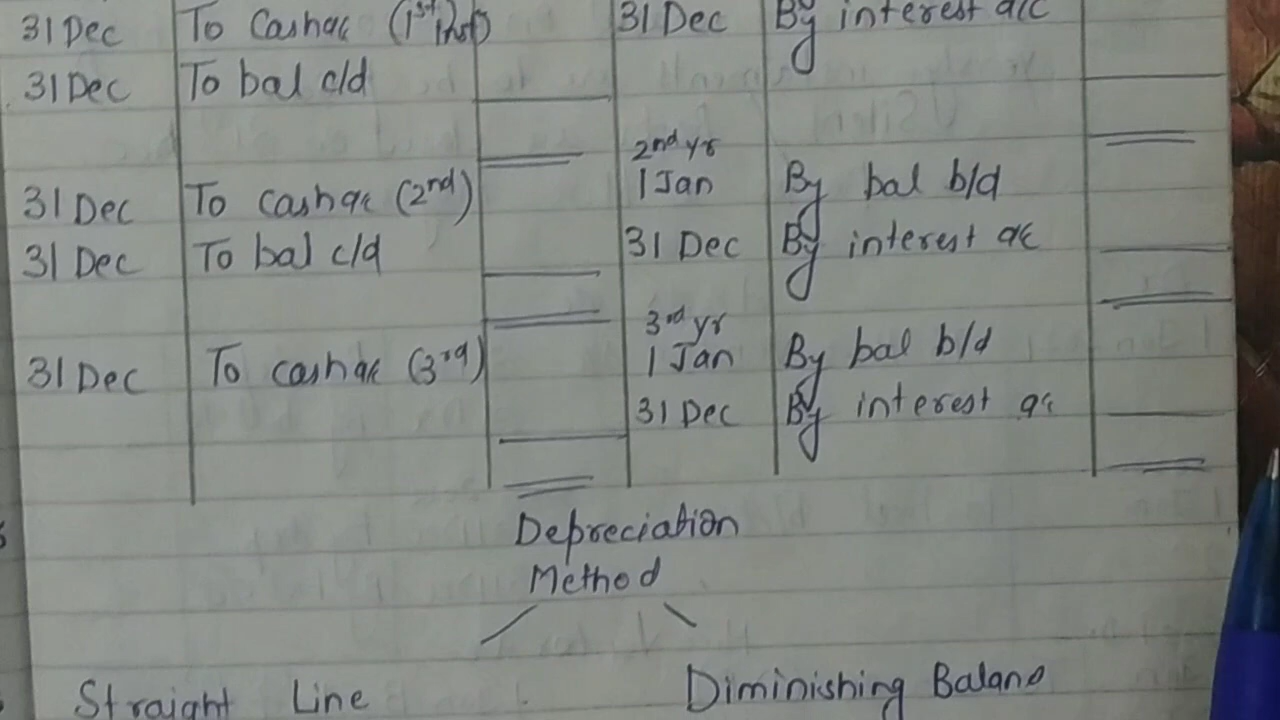 31 Dec To Cash a/c (1st Inst) 31 Dec By interest a/c
31 Dec To bal c/d
2nd yr
1 Jan By bal b/d
31 Dec To cash a/c (2nd)
31 Dec By interest a/c
31 Dec To bal c/d
3rd yr
1 Jan By bal b/d
31 Dec To cash a/c (3rd)
31 Dec By interest a/c
Depreciation
Method
Straight Line Diminishing Balane